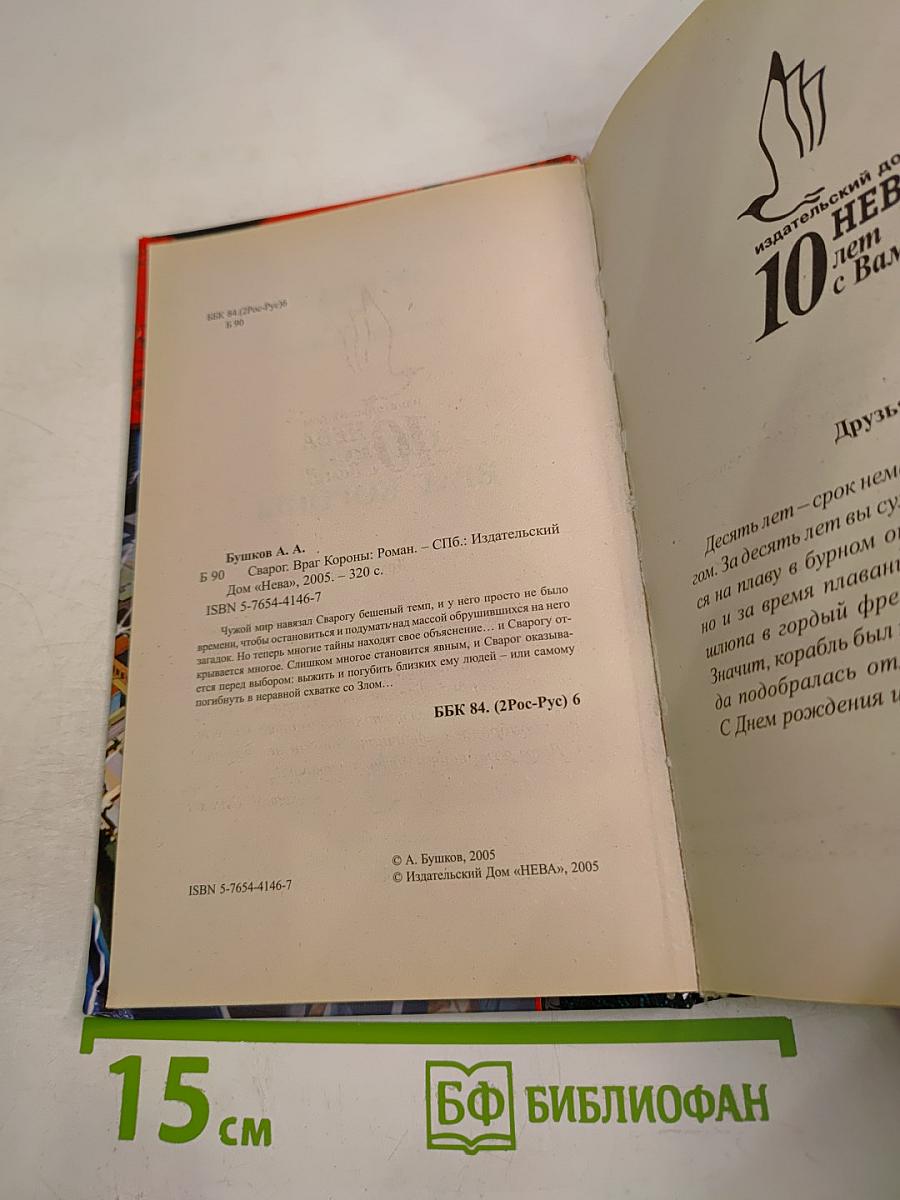 ББК 84.(2Рос-Рус)6
Б 90
Бушков А. А.
Б 90 Сварог. Враг Короны: Роман. – СПб.: Издательский
Дом «Нева», 2005. – 320 с.
ISBN 5-7654-4146-7
Чужой мир навязал Сварогу бешеный темп, и у него просто не было
времени, чтобы остановиться и подумать над массой обрушившихся на него
загадок. Но теперь многие тайны находят свое объяснение… и Сварогу от-
крывается многое. Слишком многое становится явным, и Сварог оказыва-
ется перед выбором: выжить и погубить близких ему людей – или самому
погибнуть в неравной схватке со Злом…
ББК 84. (2Рос-Рус) 6
ISBN 5-7654-4146-7
© А. Бушков, 2005
© Издательский Дом «НЕВА», 2005
издательский
НЕВ
10 лет
с Вам
Друзь
Десять лет – срок нем
гом. За десять лет вы су
ся на плаву в бурном
но и за время плаван
шлюпа в гордый фре
Значит, корабль был
да подобралась от
С Днем рождения
15 см
БФ БИБЛИОФАН